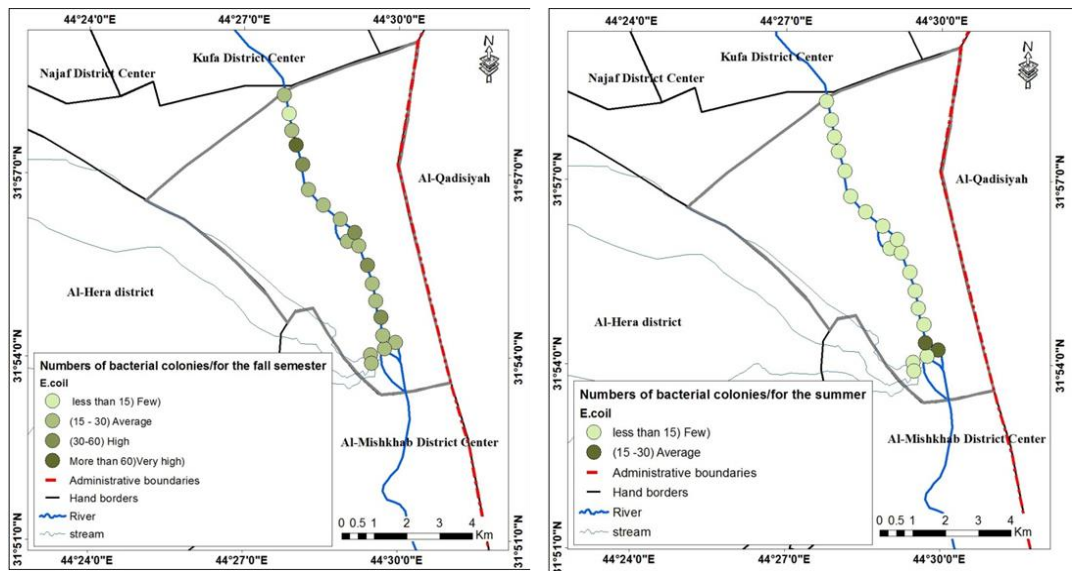 44°24'0"E 44°27'0"E 44°30'0"E
Kufa District Center
N
Najaf District Center
31°57'0"N
Al-Qadisiyah
31°57'0"N
Al-Hera district
31°54'0"N
31°54'0"N
Numbers of bacterial colonies/for the fall semester
E.coil
less than 15) Few)
(15 - 30) Average
(30-60) High
More than 60)Very high)
Administrative boundaries
Hand borders
River
stream
Al-Mishkhab District Center
0 0.5 1 2 3 4
Km
31°51'0"N
31°51'0"N
44°24'0"E 44°27'0"E 44°30'0"E
44°24'0"E 44°27'0"E 44°30'0"E
Kufa District Center
N
Najaf District Center
31°57'0"N
Al-Qadisiyah
31°57'0"N
Al-Hera district
31°54'0"N
31°54'0"N
Numbers of bacterial colonies/for the summer
E.coil
less than 15) Few)
(15 -30) Average
Administrative boundaries
Hand borders
River
stream
Al-Mishkhab District Center
0 0.5 1 2 3 4
Km
31°51'0"N
31°51'0"N
44°24'0"E 44°27'0"E 44°30'0"E